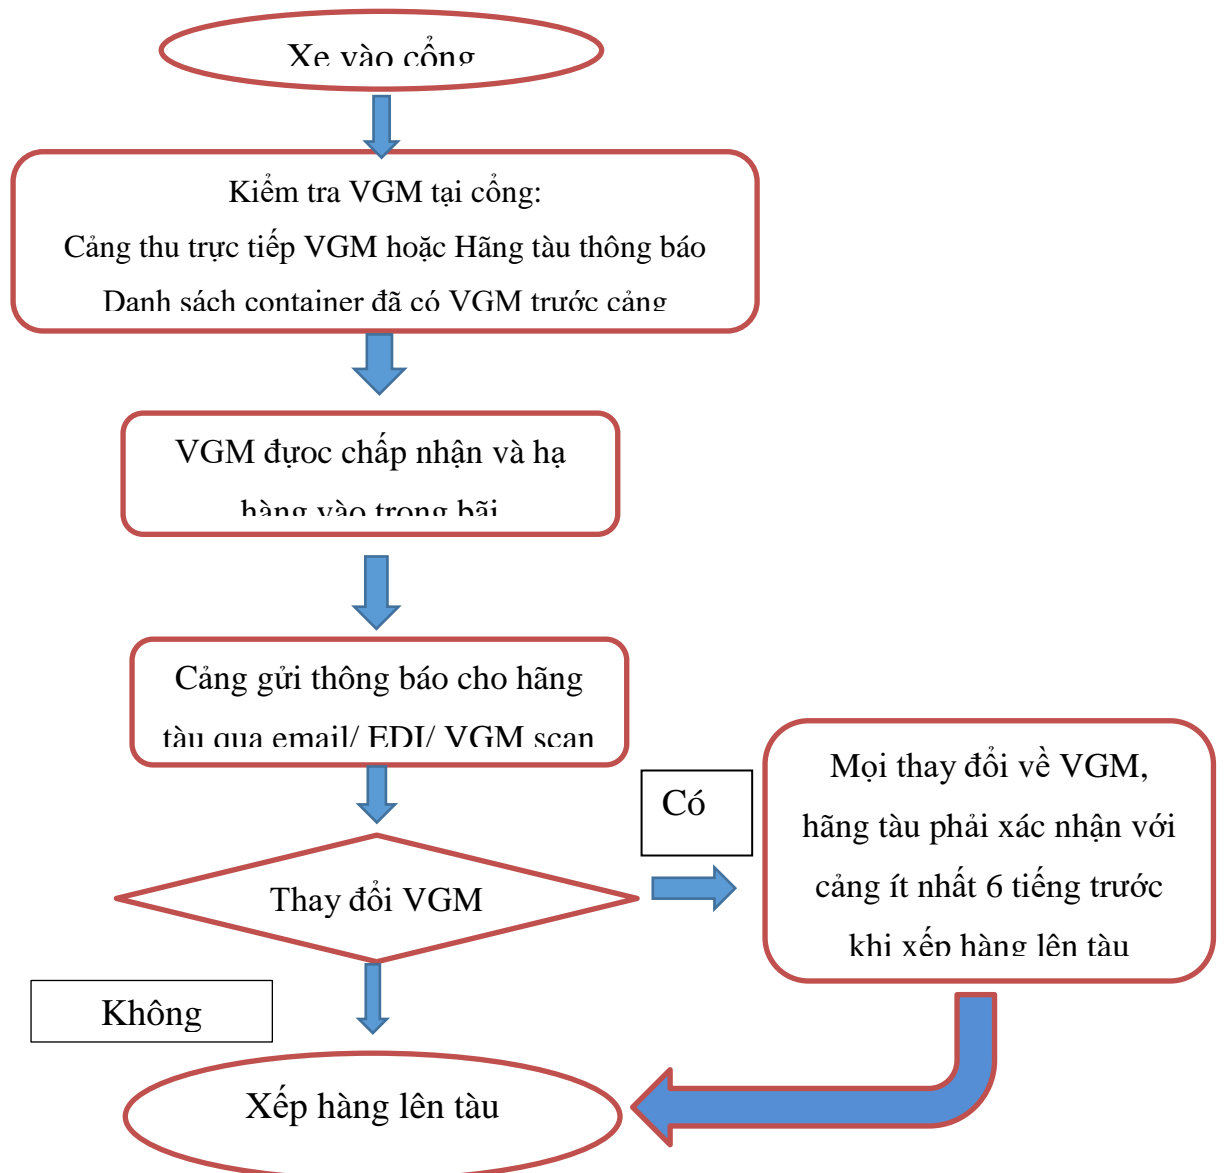 Xe vào cổng
Kiểm tra VGM tại cổng:
Cảng thu trực tiếp VGM hoặc Hãng tàu thông báo
Danh sách container đã có VGM trước cảng
VGM đựoc chấp nhận và hạ
hàng vào trong bãi
Cảng gửi thông báo cho hãng
tàu qua email/ EDI/ VGM scan
Có
Mọi thay đổi về VGM,
hãng tàu phải xác nhận với
cảng ít nhất 6 tiếng trước
khi xếp hàng lên tàu
Thay đổi VGM
Không
Xếp hàng lên tàu